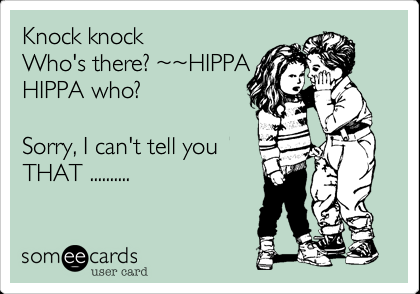 Knock knock
Who's there? ~~HIPPA
HIPPA who?
Sorry, I can't tell you
THAT ..........
someecards
user card